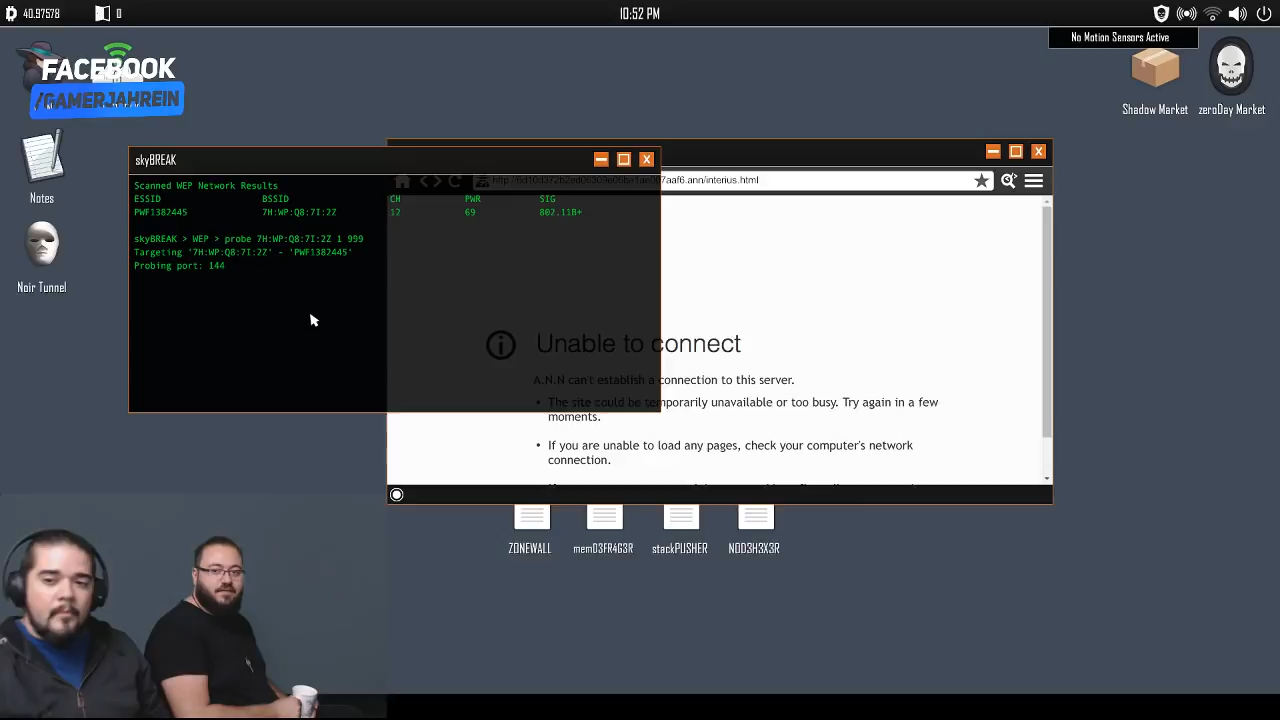 40.97578
0
10:52 PM
No Motion Sensors Active
FACEBOOK
/GAMERJAHREIN
Shadow Market
zeroDay Market
Notes
Noir Tunnel
skyBREAK
Scanned WEP Network Results
ESSID BSSID CH PWR SIG
PWF1382445 7H:WP:Q8:7I:2Z 12 69 802.11B+
skyBREAK > WEP > probe 7H:WP:Q8:7I:2Z 1 999
Targeting '7H:WP:Q8:7I:2Z' - 'PWF1382445'
Probing port: 144
Unable to connect
A.N.N can't establish a connection to this server.
• The site could be temporarily unavailable or too busy. Try again in a few
moments.
• If you are unable to load any pages, check your computer's network
connection.
ZONEWALL
memD3FR4G3R
stackPUSHER
NOD3H3X3R